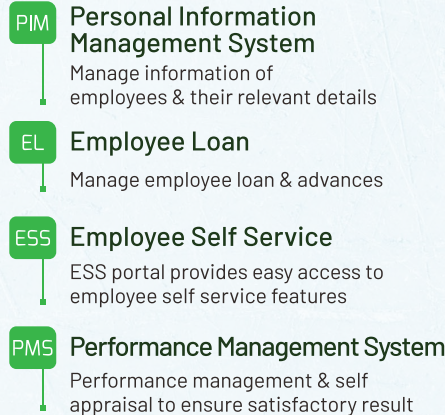 PIM
Personal Information
Management System
Manage information of
employees & their relevant details
EL
Employee Loan
Manage employee loan & advances
ESS
Employee Self Service
ESS portal provides easy access to
employee self service features
PMS
Performance Management System
Performance management & self
appraisal to ensure satisfactory result